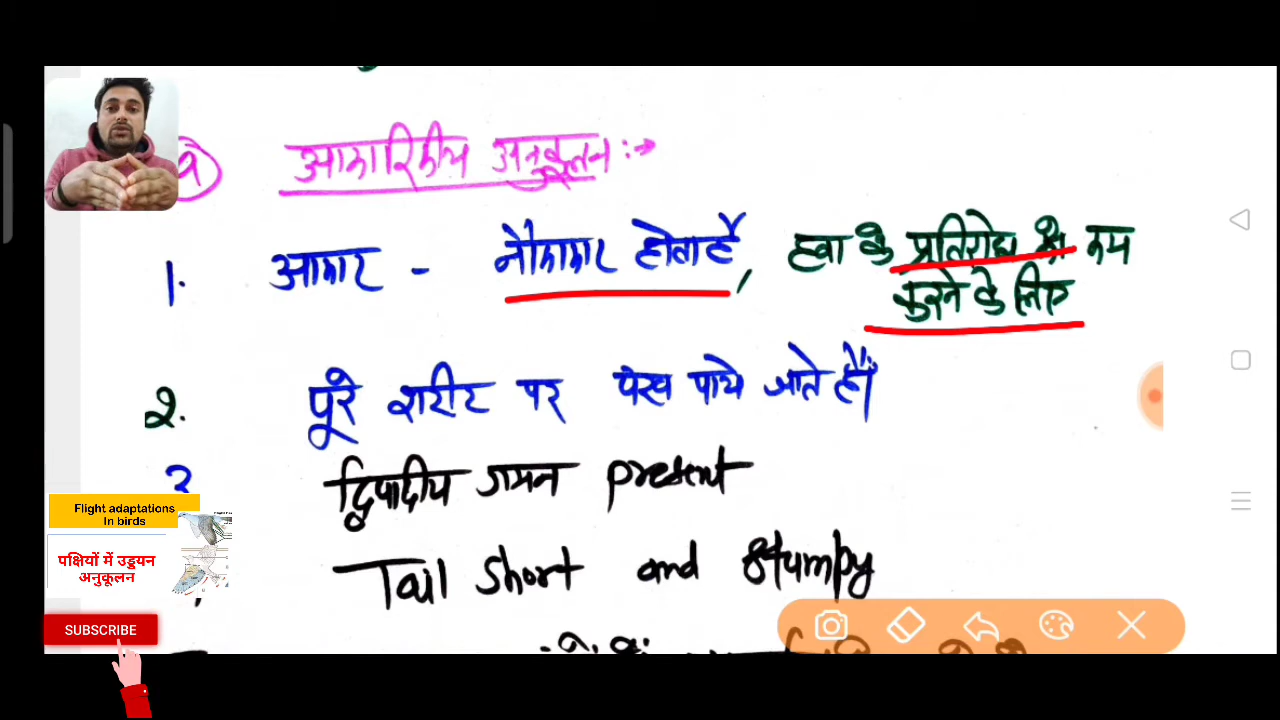 आकारिकीय अनुकूलन :→
1. आकार - नौकाकार होता है, हवा के प्रतिरोध को कम
करने के लिए
2. पूरे शरीर पर पंख पाये जाते हैं।
3 द्विपादीय गमन present
Tail Short and Stumpy
Flight adaptations
In birds
पक्षियों में उड्डयन
अनुकूलन
SUBSCRIBE